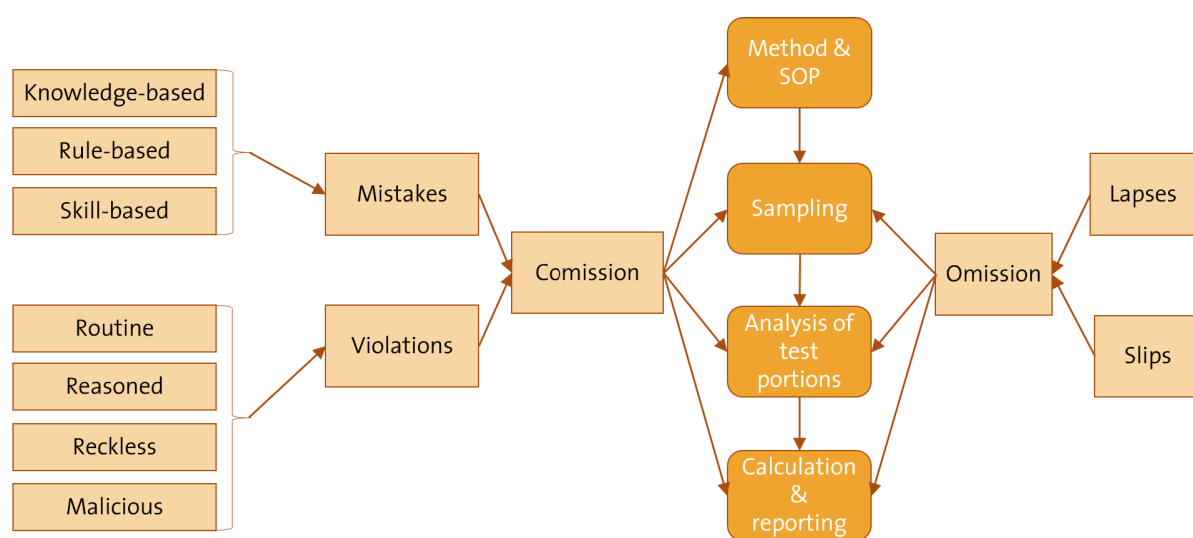 Knowledge-based
Rule-based
Skill-based
Routine
Reasoned
Reckless
Malicious
Mistakes
Violations
Comission
Method &
SOP
Sampling
Analysis of
test
portions
Calculation
&
reporting
Omission
Lapses
Slips